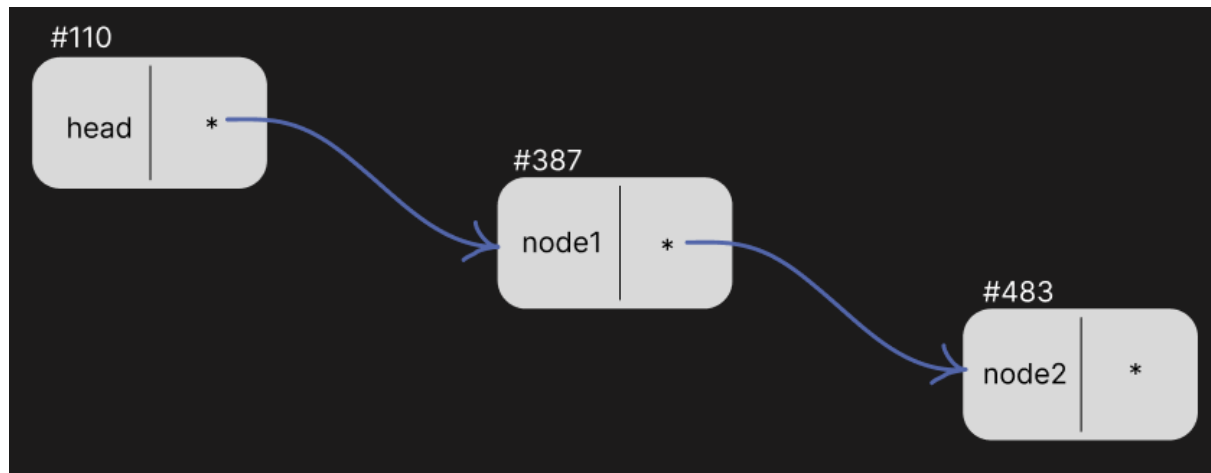 #110
head *
#387
node1 *
#483
node2 *